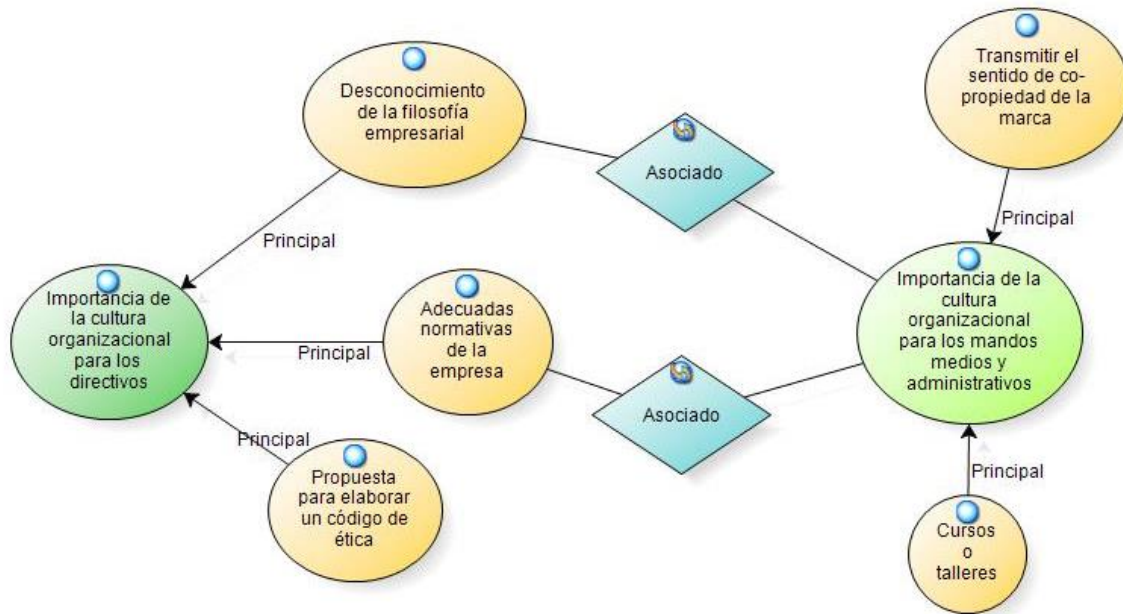 Desconocimiento
de la filosofía
empresarial
Transmitir el
sentido de co-
propiedad de la
marca
Asociado
Principal
Principal
Importancia de
la cultura
organizacional
para los
directivos
Adecuadas
normativas
de la
empresa
Principal
Importancia de la
cultura
organizacional
para los mandos
medios y
administrativos
Asociado
Principal
Propuesta
para elaborar
un código de
ética
Principal
Cursos
o
talleres